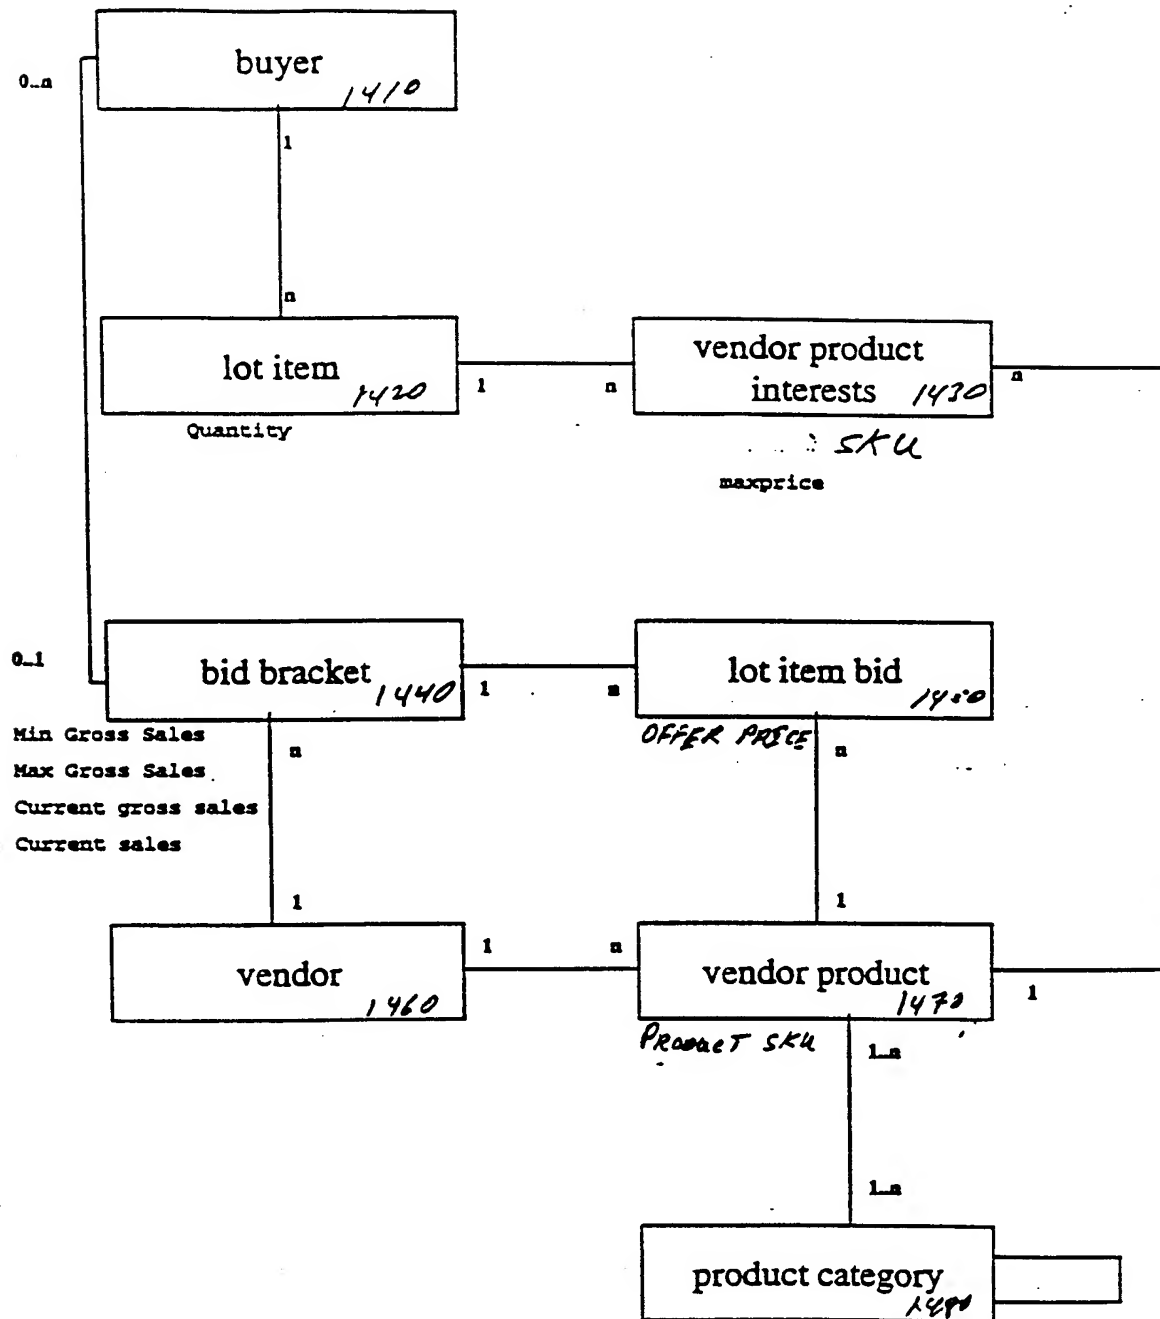 buyer
1410
0..n
1
n
lot item
1420
1
n
vendor product
interests 1430
n
Quantity
SKU
maxprice
0..1
bid bracket
1440
1
n
lot item bid
Min Gross Sales
Max Gross Sales
Current gross sales
Current sales
n
OFFER PRICE
n
1
1
vendor
1460
1
n
vendor product
1470
1
PRODUCT SKU
1..n
1..n
product category